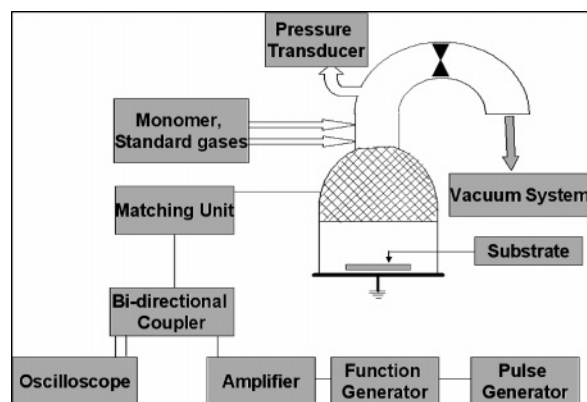 Pressure
Transducer
Monomer,
Standard gases
Matching Unit
Vacuum System
Substrate
Bi-directional
Coupler
Oscilloscope
Amplifier
Function
Generator
Pulse
Generator